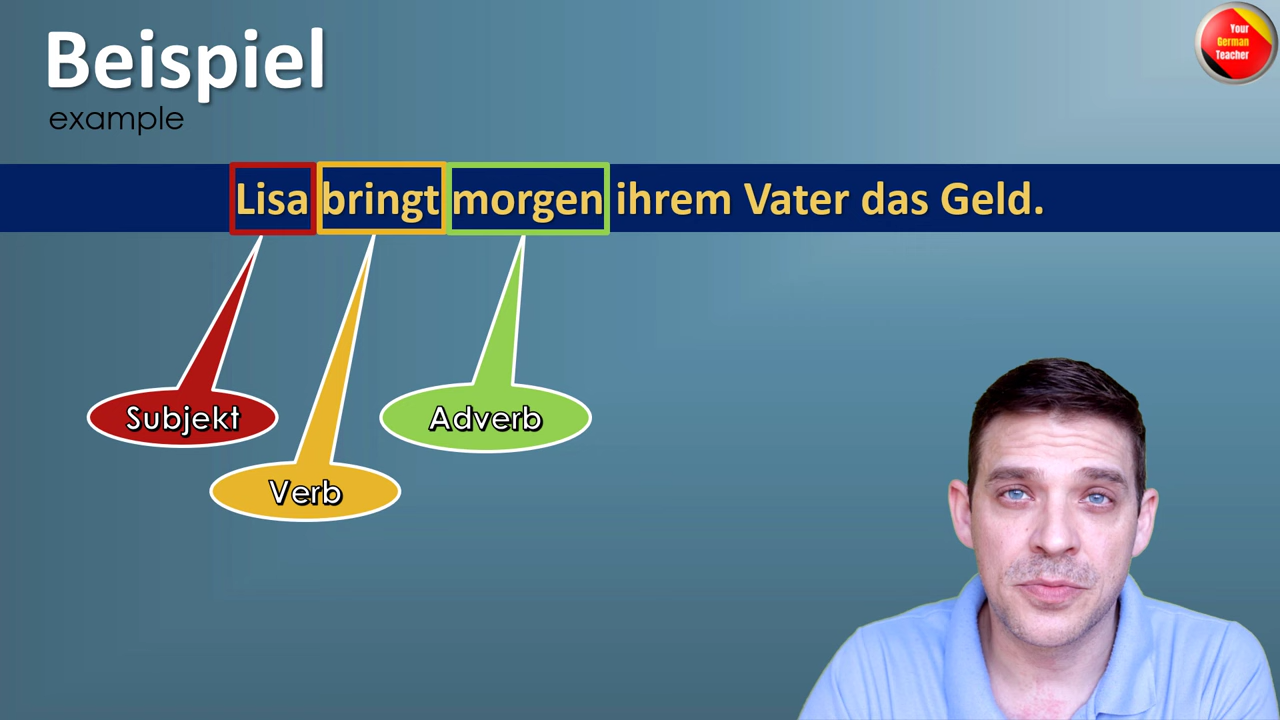 Beispiel
example
Your
German
Teacher
Lisa bringt morgen ihrem Vater das Geld.
Subjekt
Adverb
Verb